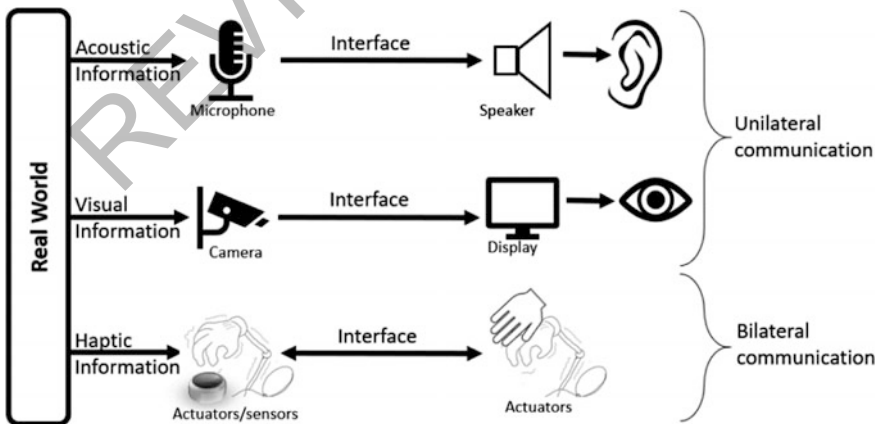 REVI
Acoustic
Information
Microphone
Interface
Speaker
Unilateral
communication
Real World
Visual
Information
Camera
Interface
Display
Haptic
Information
Actuators/sensors
Interface
Actuators
Bilateral
communication